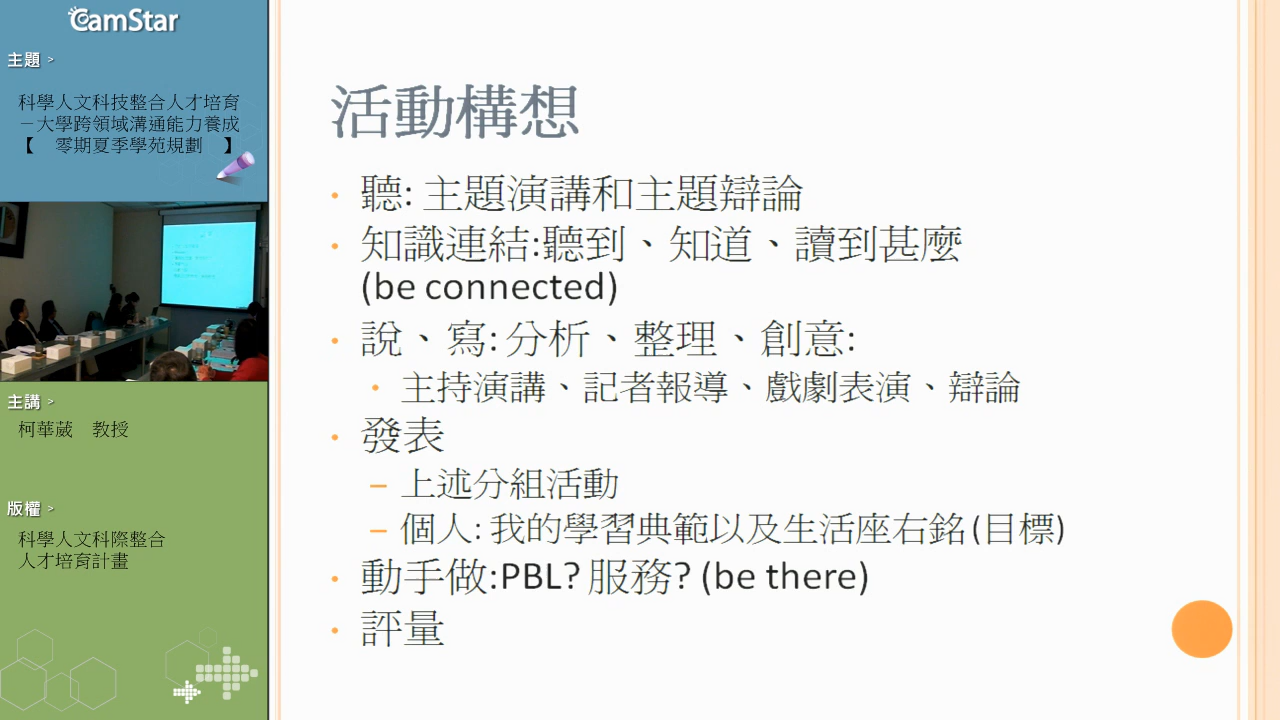 CamStar
主題 >
科學人文科技整合人才培育
－大學跨領域溝通能力養成
【　零期夏季學苑規劃　】
主講 >
柯華葳　教授
版權 >
科學人文科際整合
人才培育計畫
活動構想
• 聽: 主題演講和主題辯論
• 知識連結:聽到、知道、讀到甚麼
(be connected)
• 說、寫: 分析、整理、創意:
• 主持演講、記者報導、戲劇表演、辯論
• 發表
– 上述分組活動
– 個人: 我的學習典範以及生活座右銘 (目標)
• 動手做:PBL? 服務? (be there)
• 評量